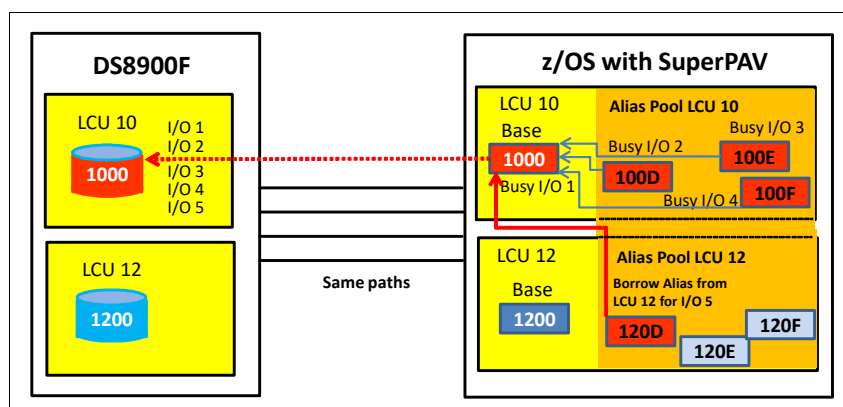 DS8900F
LCU 10
1000
I/O 1
I/O 2
I/O 3
I/O 4
I/O 5
LCU 12
1200
Same paths
z/OS with SuperPAV
LCU 10
Base
1000
Busy I/O 1
Alias Pool LCU 10
Busy I/O 3
Busy I/O 2
100E
100D
Busy I/O 4
100F
LCU 12
Base
1200
Alias Pool LCU 12
Borrow Alias from
LCU 12 for I/O 5
120D
120E
120F